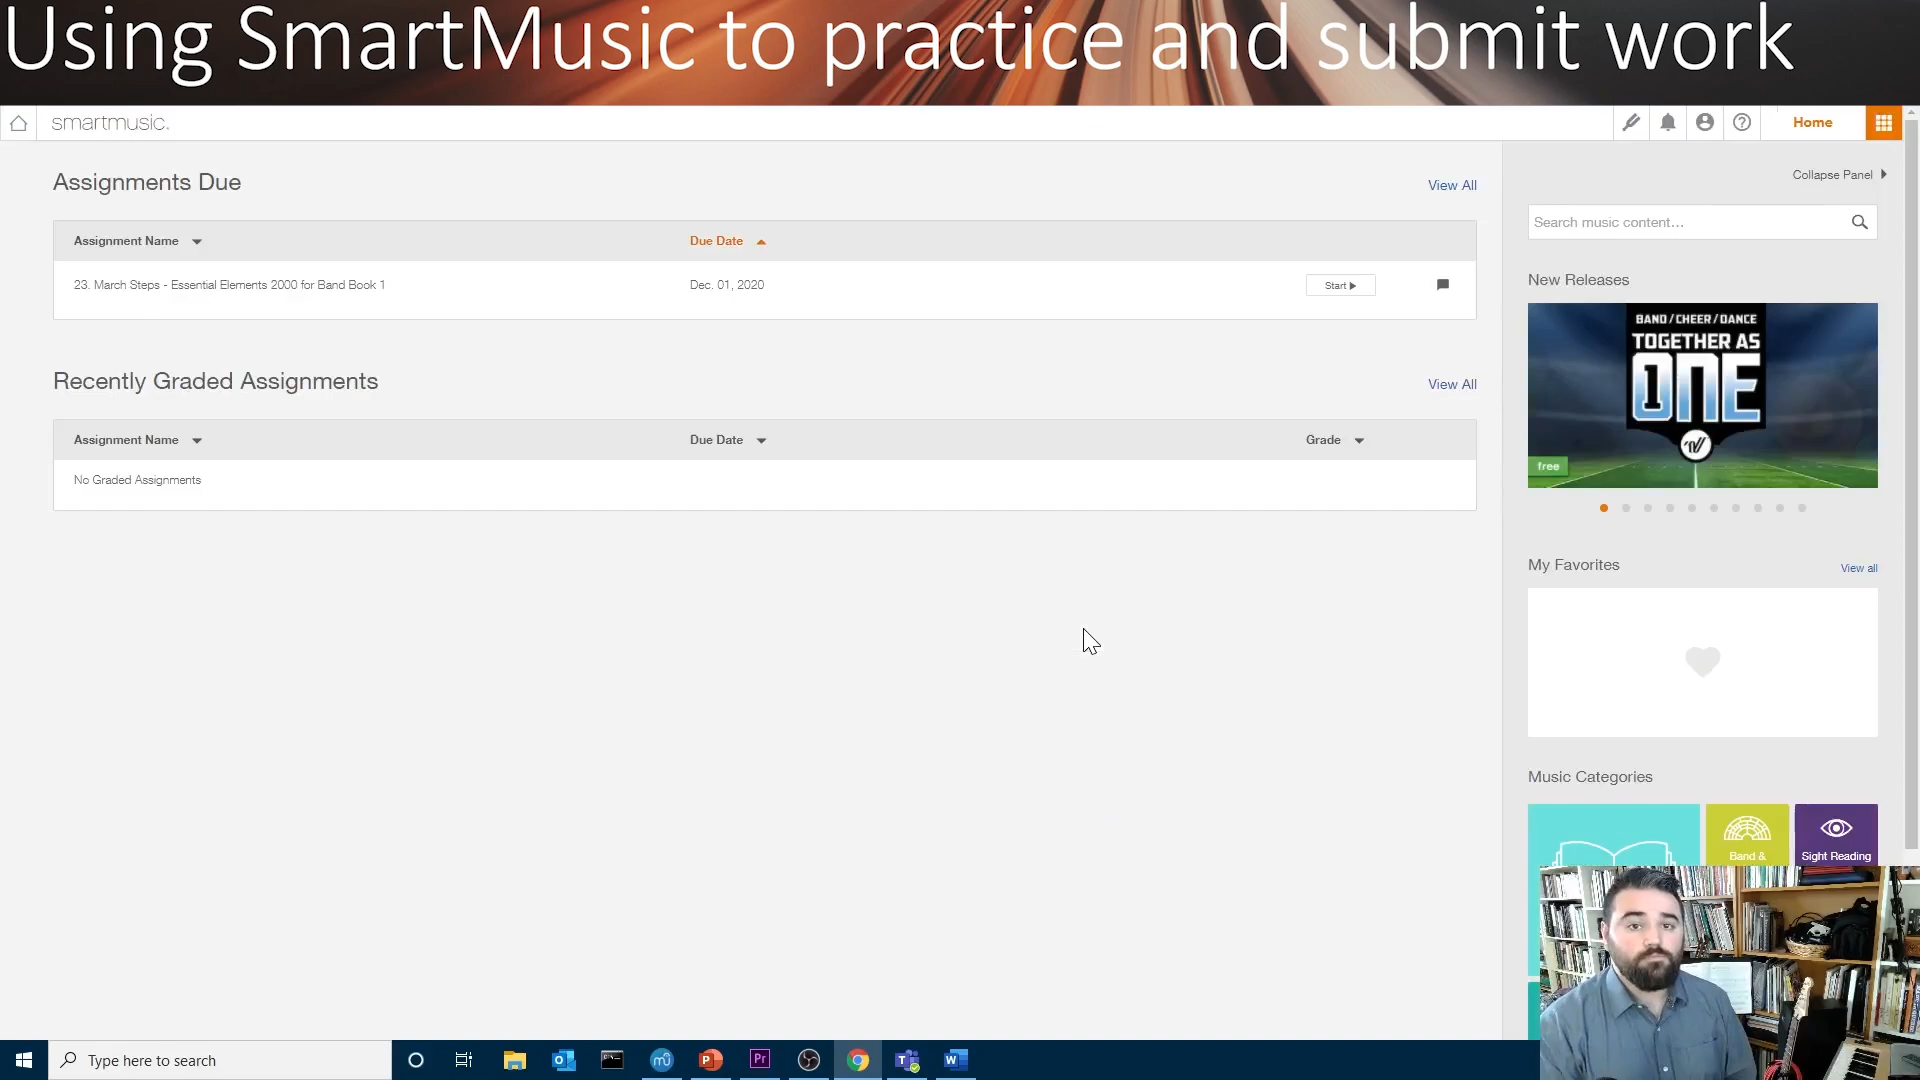 Using SmartMusic to practice and submit work
smartmusic.
Home
Assignments Due
View All
Collapse Panel
Assignment Name
Due Date
23. March Steps - Essential Elements 2000 for Band Book 1
Dec. 01, 2020
Start
Recently Graded Assignments
View All
Assignment Name
Due Date
Grade
No Graded Assignments
Search music content...
New Releases
BAND / CHEER / DANCE
TOGETHER AS
ONE
free
My Favorites
View all
Music Categories
Band &
Sight Reading
Type here to search